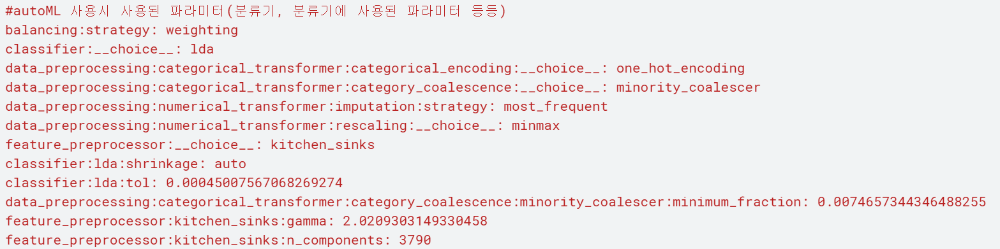 #autoML 사용시 사용된 파라미터(분류기, 분류기에 사용된 파라미터 등등)
balancing:strategy: weighting
classifier:__choice__: lda
data_preprocessing:categorical_transformer:categorical_encoding:__choice__: one_hot_encoding
data_preprocessing:categorical_transformer:category_coalescence:__choice__: minority_coalescer
data_preprocessing:numerical_transformer:imputation:strategy: most_frequent
data_preprocessing:numerical_transformer:rescaling:__choice__: minmax
feature_preprocessor:__choice__: kitchen_sinks
classifier:lda:shrinkage: auto
classifier:lda:tol: 0.00045007567068269274
data_preprocessing:categorical_transformer:category_coalescence:minority_coalescer:minimum_fraction: 0.0074657344346488255
feature_preprocessor:kitchen_sinks:gamma: 2.0209303149330458
feature_preprocessor:kitchen_sinks:n_components: 3790